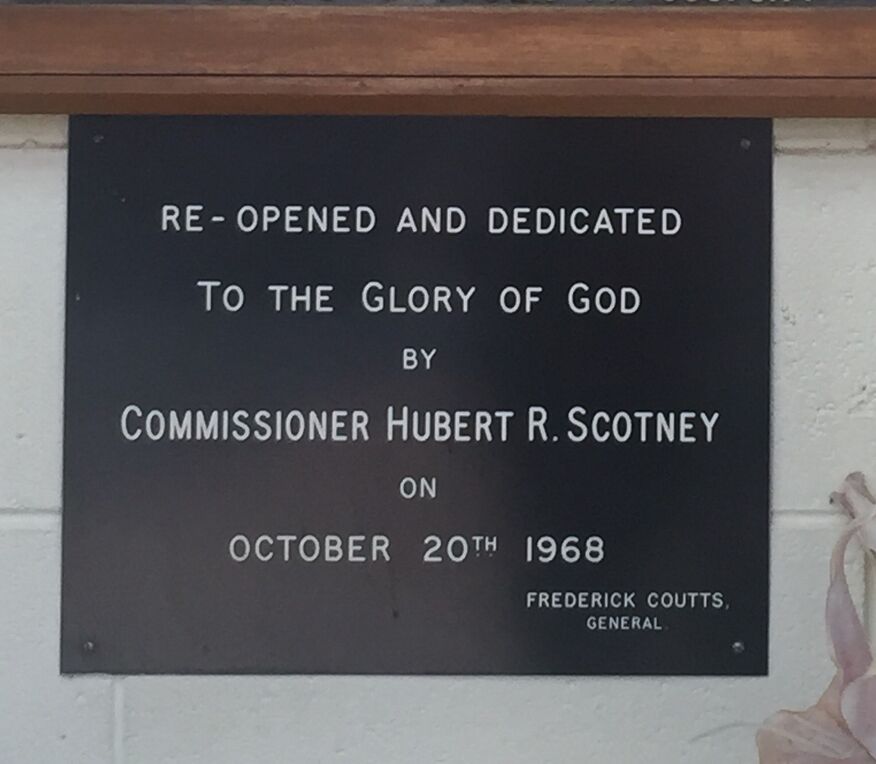 RE-OPENED AND DEDICATED
TO THE GLORY OF GOD
BY
COMMISSIONER HUBERT R. SCOTNEY
ON
OCTOBER 20TH 1968
FREDERICK COUTTS,
GENERAL.